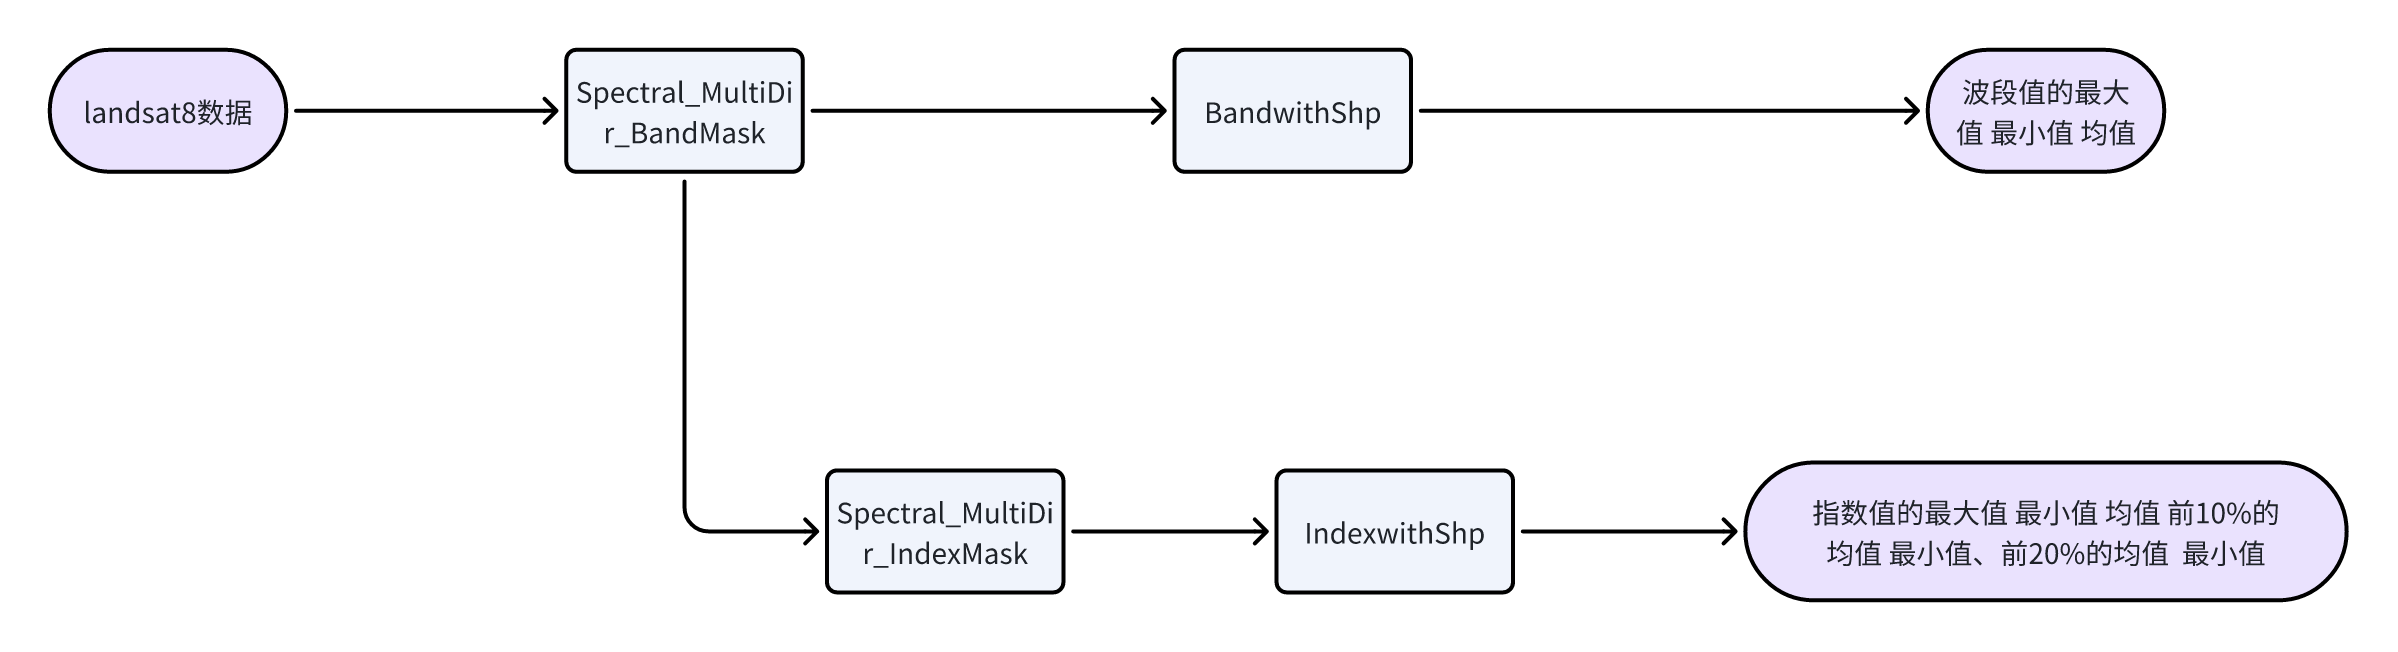 landsat8数据
Spectral_MultiDi
r_BandMask
BandwithShp
波段值的最大
值 最小值 均值
Spectral_MultiDi
r_IndexMask
IndexwithShp
指数值的最大值 最小值 均值 前10%的
均值 最小值、前20%的均值  最小值